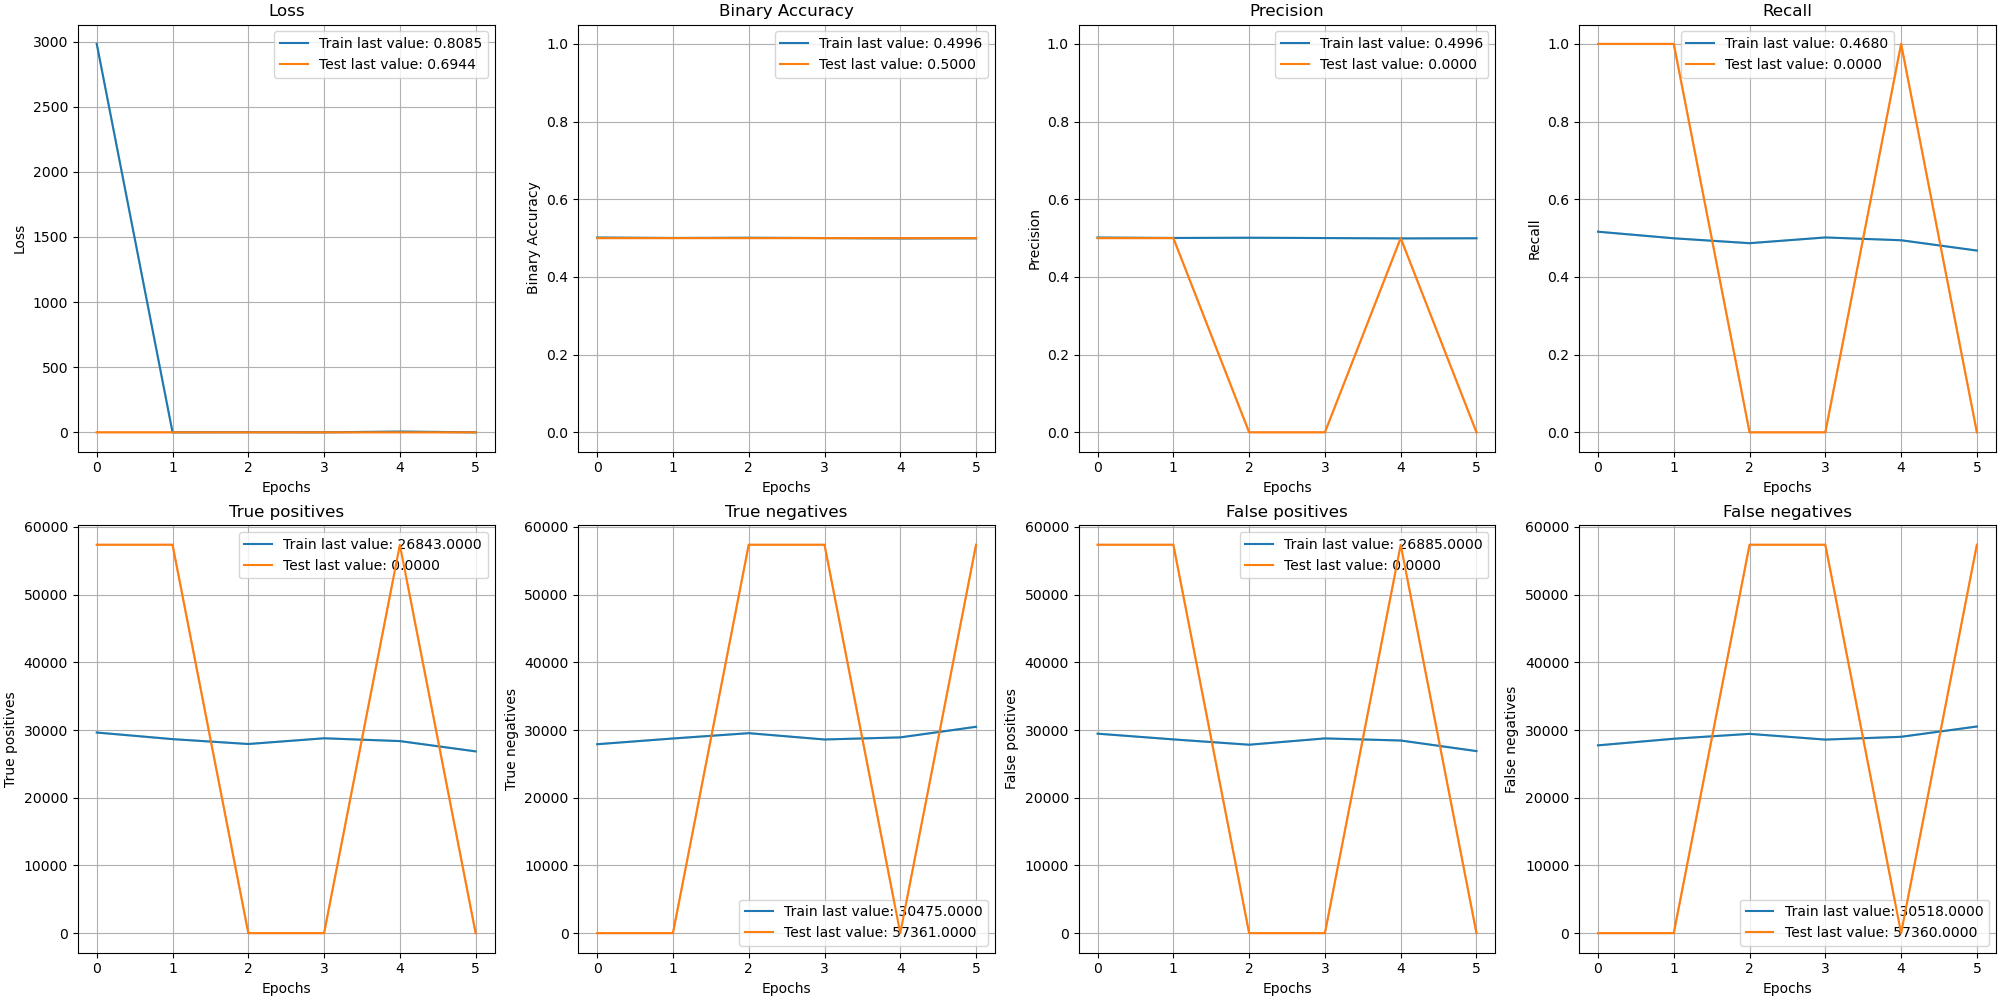 Loss
Train last value: 0.8085
Test last value: 0.6944
3000
2500
2000
1500
1000
500
0
Loss
0 1 2 3 4 5
Epochs
Binary Accuracy
Train last value: 0.4996
Test last value: 0.5000
1.0
0.8
0.6
0.4
0.2
0.0
Binary Accuracy
0 1 2 3 4 5
Epochs
Precision
Train last value: 0.4996
Test last value: 0.0000
1.0
0.8
0.6
0.4
0.2
0.0
Precision
0 1 2 3 4 5
Epochs
Recall
Train last value: 0.4680
Test last value: 0.0000
1.0
0.8
0.6
0.4
0.2
0.0
Recall
0 1 2 3 4 5
Epochs
True positives
Train last value: 26843.0000
Test last value: 0.0000
60000
50000
40000
30000
20000
10000
0
True positives
0 1 2 3 4 5
Epochs
True negatives
60000
50000
40000
30000
20000
10000
0
True negatives
Train last value: 30475.0000
Test last value: 57361.0000
0 1 2 3 4 5
Epochs
False positives
Train last value: 26885.0000
Test last value: 0.0000
60000
50000
40000
30000
20000
10000
0
False positives
0 1 2 3 4 5
Epochs
False negatives
60000
50000
40000
30000
20000
10000
0
False negatives
Train last value: 30518.0000
Test last value: 57360.0000
0 1 2 3 4 5
Epochs